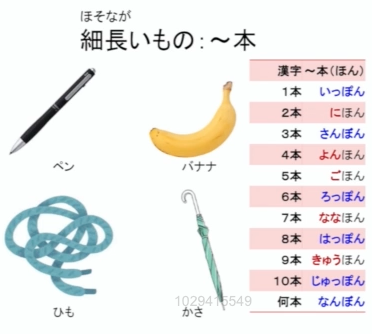 ほそなが
細長いもの：～本
ペン
バナナ
ひも
かさ
漢字 ～本（ほん）
1本 いっぽん
2本 にほん
3本 さんぼん
4本 よんほん
5本 ごほん
6本 ろっぽん
7本 ななほん
8本 はっぽん
9本 きゅうほん
10本 じゅっぽん
何本 なんぼん
1029415549